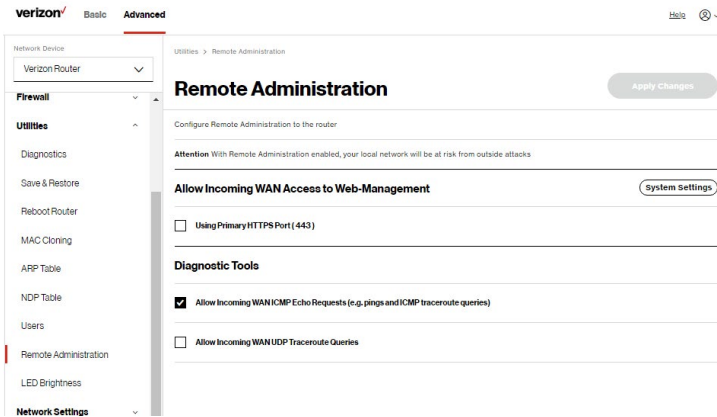 verizon Basic Advanced Help
Network Device
Verizon Router
Firewall
Utilities
Diagnostics
Save & Restore
Reboot Router
MAC Cloning
ARP Table
NDP Table
Users
Remote Administration
LED Brightness
Network Settings
Utilities > Remote Administration
Remote Administration
Apply Changes
Configure Remote Administration to the router
Attention With Remote Administration enabled, your local network will be at risk from outside attacks
Allow Incoming WAN Access to Web-Management
System Settings
Using Primary HTTPS Port ( 443 )
Diagnostic Tools
Allow Incoming WAN ICMP Echo Requests (e.g. pings and ICMP traceroute queries)
Allow Incoming WAN UDP Traceroute Queries